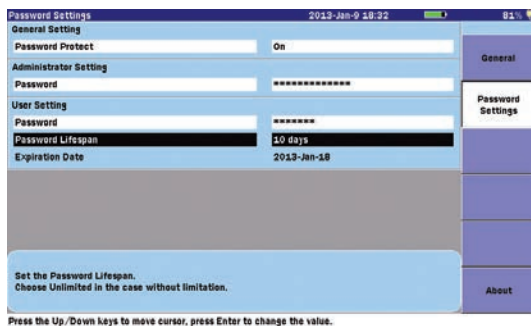 Password Settings 2013-Jan-9 18:32 81%
General Setting
Password Protect On
General
Administrator Setting
Password *************
Password Settings
User Setting
Password *******
Password Lifespan 10 days
Expiration Date 2013-Jan-18
Set the Password Lifespan.
Choose Unlimited in the case without limitation.
About
Press the Up/Down keys to move cursor, press Enter to change the value.